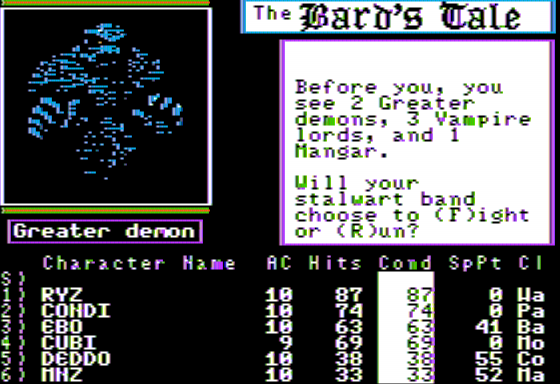 The Bard's Tale
Before you, you
see 2 Greater
demons, 3 Vampire
lords, and 1
Mangar.
Will your
stalwart band
choose to (F)ight
or (R)un?
Greater demon
Character Name AC Hits Cond SpPt Cl
S)
1) RYZ 10 87 87 0 Wa
2) CONDI 10 74 74 0 Pa
3) EBO 10 63 63 41 Ba
4) CUBI 9 69 69 0 Mo
5) DEDDO 10 38 38 55 Co
6) MNZ 10 33 33 52 Ma